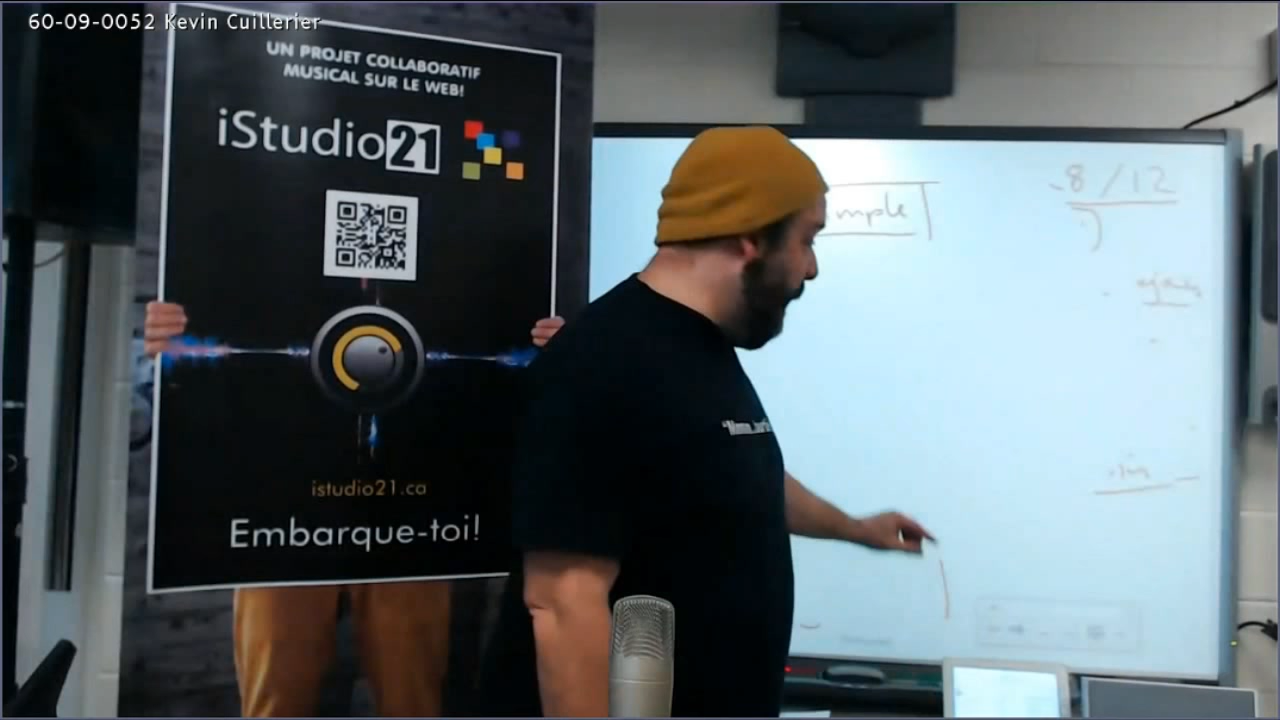 60-09-0052 Kevin Cuillerier
UN PROJET COLLABORATIF
MUSICAL SUR LE WEB!
iStudio21
istudio21.ca
Embarque-toi!
mple
8/12